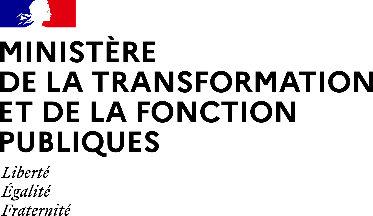 MINISTÈRE
DE LA TRANSFORMATION
ET DE LA FONCTION
PUBLIQUES
Liberté
Égalité
Fraternité